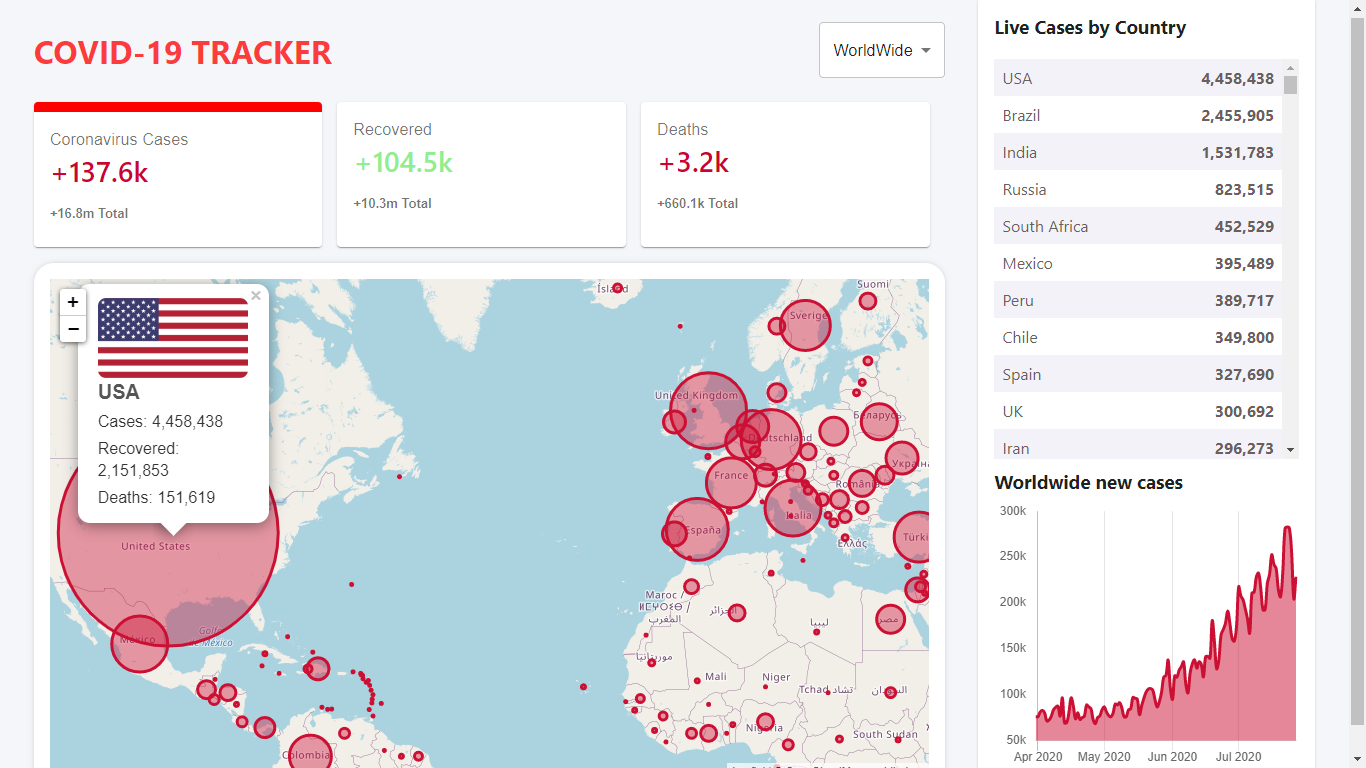 COVID-19 TRACKER
WorldWide
Coronavirus Cases
+137.6k
+16.8m Total
Recovered
+104.5k
+10.3m Total
Deaths
+3.2k
+660.1k Total
+
−
×
USA
Cases: 4,458,438
Recovered:
2,151,853
Deaths: 151,619
United States
México
Golfo
de México
Colombia
Ísland
Suomi
Sverige
United Kingdom
Deutschland
Беларусь
Україна
France
România
Italia
España
Ελλάς
Türki
Maroc /
ⵍⵎⵖⵔⵉⴱ /
المغرب
الجزائر
ليبيا
مصر
موريتانيا
Mali
Niger
Tchad تشاد
السودان
Nigeria
South Sudan
Live Cases by Country
USA 4,458,438
Brazil 2,455,905
India 1,531,783
Russia 823,515
South Africa 452,529
Mexico 395,489
Peru 389,717
Chile 349,800
Spain 327,690
UK 300,692
Iran 296,273
Worldwide new cases
300k
250k
200k
150k
100k
50k
Apr 2020 May 2020 Jun 2020 Jul 2020